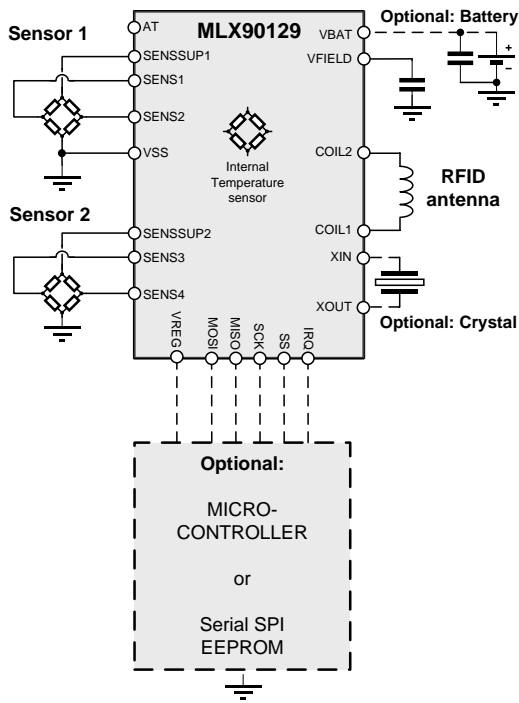 Sensor 1
AT
SENSSUP1
SENS1
SENS2
VSS
Sensor 2
SENSSUP2
SENS3
SENS4
MLX90129
Internal
Temperature
sensor
VBAT
VFIELD
COIL2
COIL1
XIN
XOUT
Optional: Battery
+
–
RFID
antenna
Optional: Crystal
VREG
MOSI
MISO
SCK
SS
IRQ
Optional:
MICRO-
CONTROLLER
or
Serial SPI
EEPROM